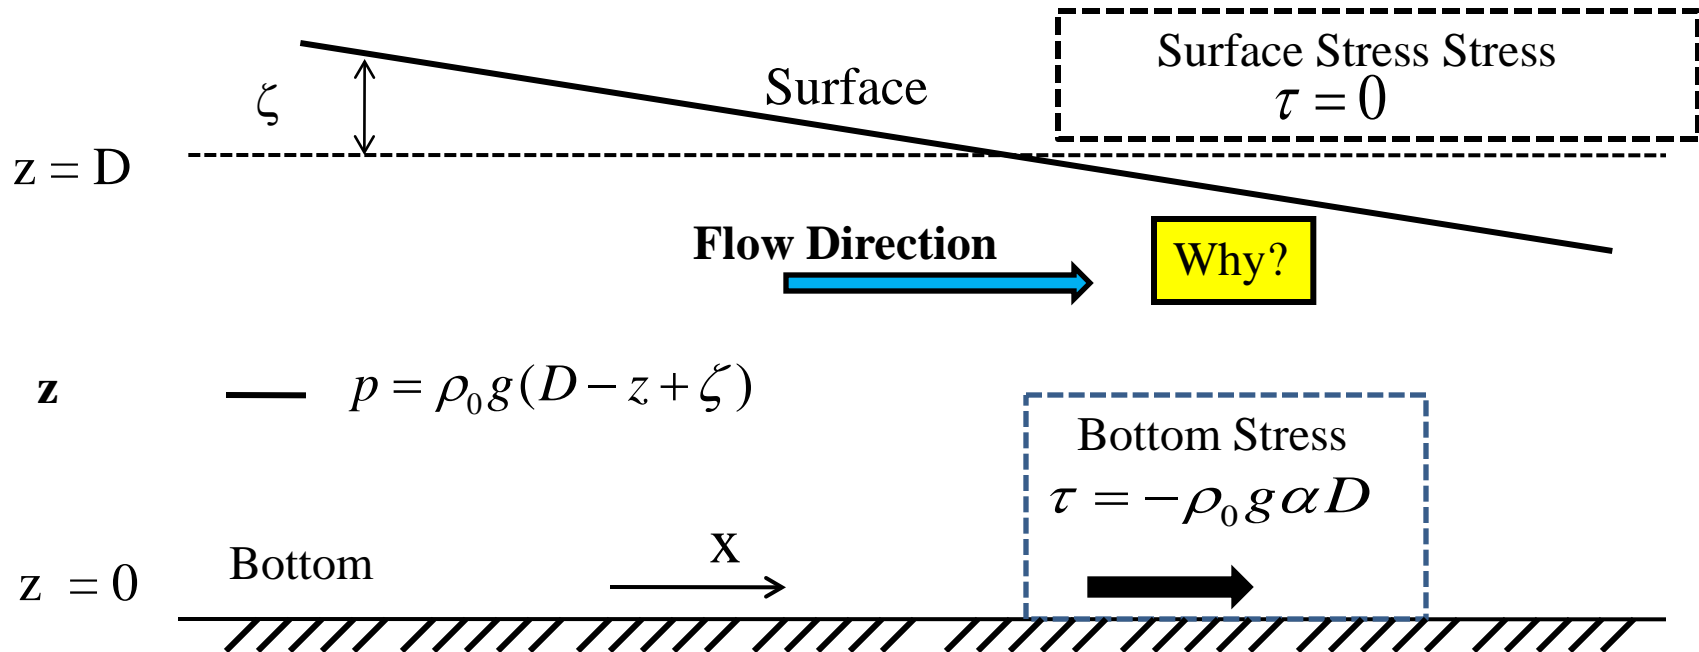 Surface Stress Stress
τ = 0
Surface
ζ
z = D
Flow Direction
Why?
z
p = ρ₀g(D − z + ζ)
Bottom Stress
τ = −ρ₀gαD
x
Bottom
z = 0